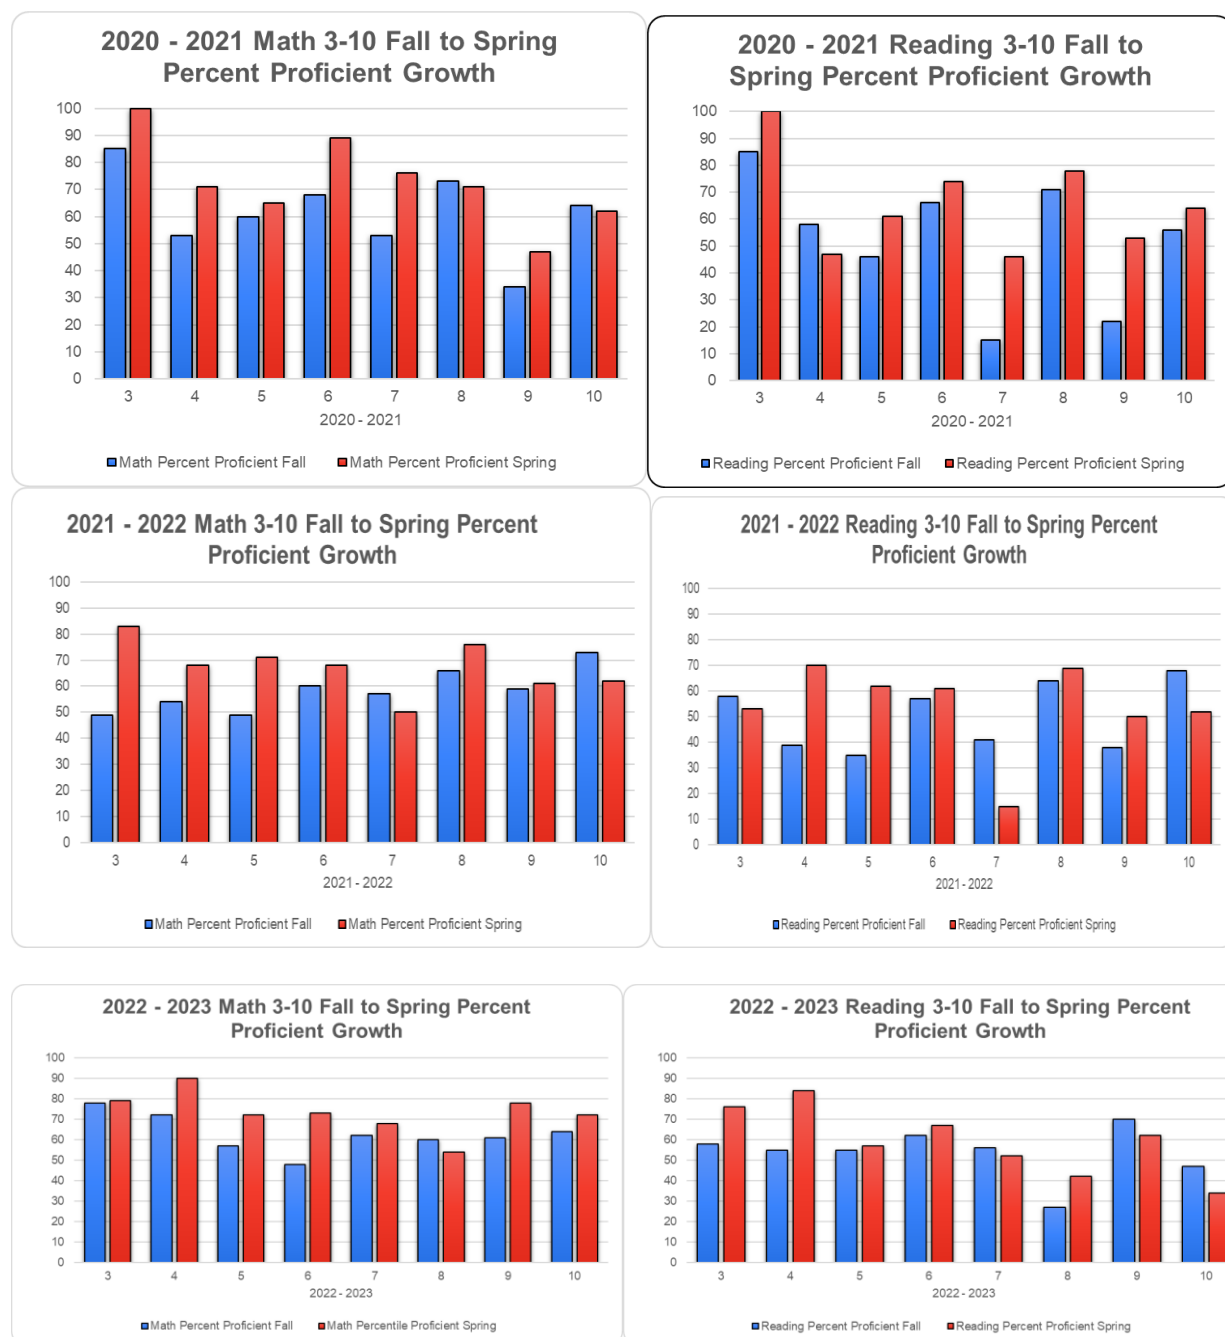 2020 - 2021 Math 3-10 Fall to Spring
Percent Proficient Growth
100
90
80
70
60
50
40
30
20
10
0
3 4 5 6 7 8 9 10
2020 - 2021
Math Percent Proficient Fall Math Percent Proficient Spring
2020 - 2021 Reading 3-10 Fall to
Spring Percent Proficient Growth
100
90
80
70
60
50
40
30
20
10
0
3 4 5 6 7 8 9 10
2020 - 2021
Reading Percent Proficient Fall Reading Percent Proficient Spring
2021 - 2022 Math 3-10 Fall to Spring Percent
Proficient Growth
100
90
80
70
60
50
40
30
20
10
0
3 4 5 6 7 8 9 10
2021 - 2022
Math Percent Proficient Fall Math Percent Proficient Spring
2021 - 2022 Reading 3-10 Fall to Spring Percent
Proficient Growth
100
90
80
70
60
50
40
30
20
10
0
3 4 5 6 7 8 9 10
2021 - 2022
Reading Percent Proficient Fall Reading Percent Proficient Spring
2022 - 2023 Math 3-10 Fall to Spring Percent
Proficient Growth
100
90
80
70
60
50
40
30
20
10
0
3 4 5 6 7 8 9 10
2022 - 2023
Math Percent Proficient Fall Math Percentile Proficient Spring
2022 - 2023 Reading 3-10 Fall to Spring Percent
Proficient Growth
100
90
80
70
60
50
40
30
20
10
0
3 4 5 6 7 8 9 10
2022 - 2023
Reading Percent Proficient Fall Reading Percent Proficient Spring